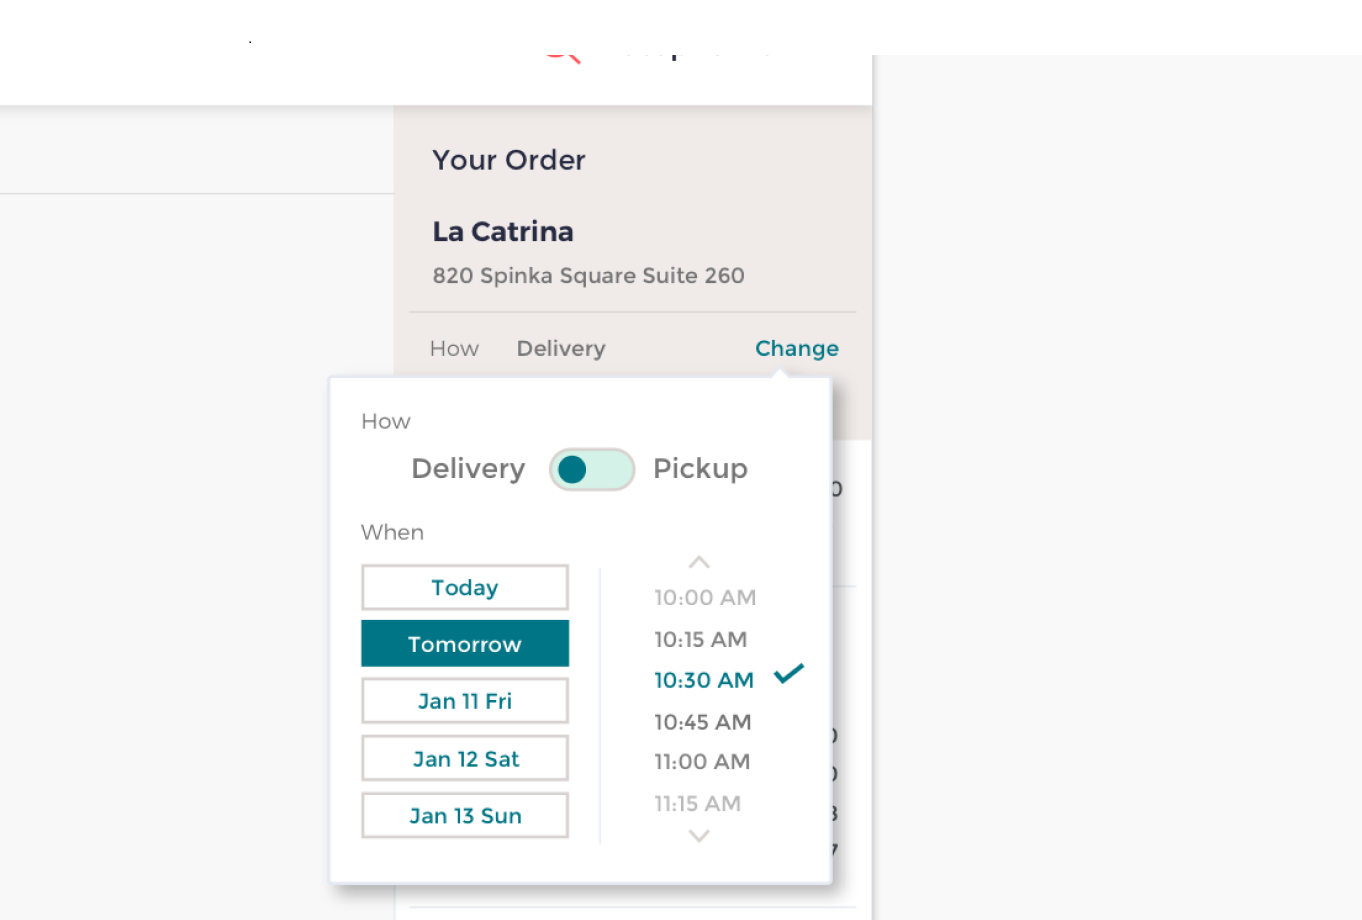 Your Order
La Catrina
820 Spinka Square Suite 260
How Delivery Change
How
Delivery Pickup
When
Today
Tomorrow
Jan 11 Fri
Jan 12 Sat
Jan 13 Sun
10:00 AM
10:15 AM
10:30 AM
10:45 AM
11:00 AM
11:15 AM